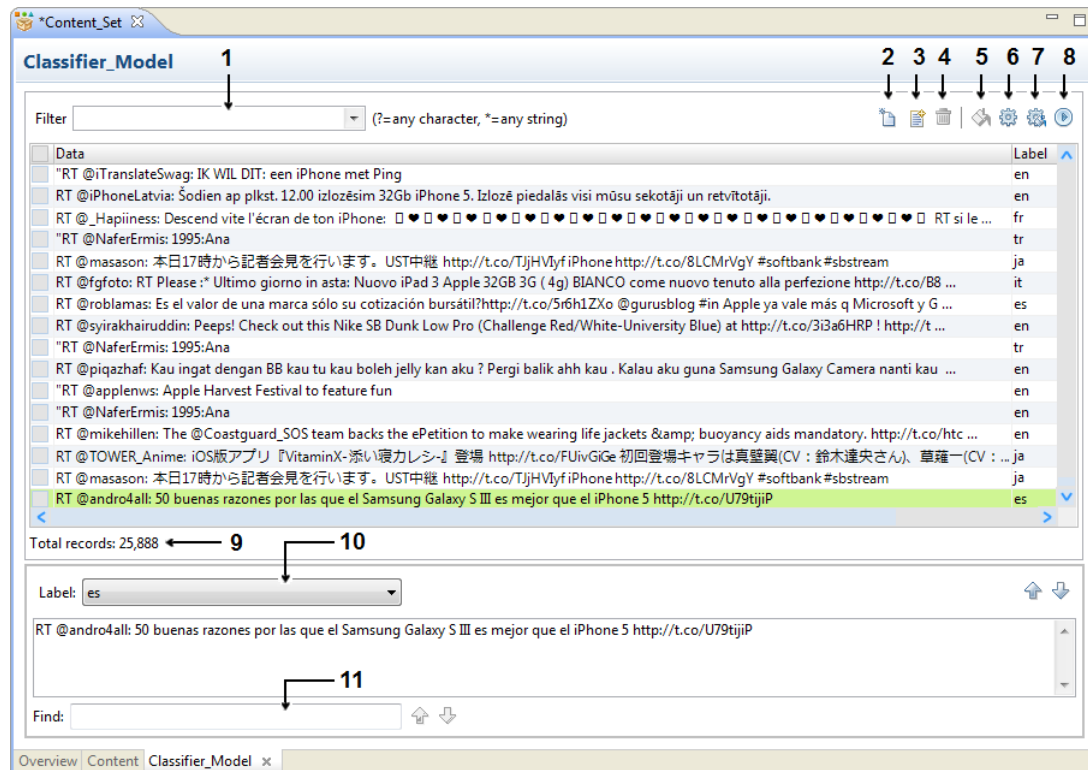 *Content_Set
Classifier_Model
1 2 3 4 5 6 7 8
Filter (?=any character, *=any string)
Data Label
"RT @iTranslateSwag: IK WIL DIT: een iPhone met Ping en
RT @iPhoneLatvia: Šodien ap plkst. 12.00 izlozēsim 32Gb iPhone 5. Izlozē piedalās visi mūsu sekotāji un retvītotāji. en
RT @_Hapiiness: Descend vite l'écran de ton iPhone: ▯♥▯♥▯♥▯♥▯♥▯♥▯♥▯♥▯♥▯♥▯♥▯♥▯♥▯♥▯♥▯♥▯♥▯ RT si le ... fr
"RT @NaferErmis: 1995:Ana tr
RT @masason: 本日17時から記者会見を行います。UST中継 http://t.co/TJjHVIyf iPhone http://t.co/8LCMrVgY #softbank #sbstream ja
RT @fgfoto: RT Please :* Ultimo giorno in asta: Nuovo iPad 3 Apple 32GB 3G ( 4g) BIANCO come nuovo tenuto alla perfezione http://t.co/B8 ... it
RT @roblamas: Es el valor de una marca sólo su cotización bursátil?http://t.co/5r6h1ZXo @gurusblog #in Apple ya vale más q Microsoft y G ... es
RT @syirakhairuddin: Peeps! Check out this Nike SB Dunk Low Pro (Challenge Red/White-University Blue) at http://t.co/3i3a6HRP ! http://t ... en
"RT @NaferErmis: 1995:Ana tr
RT @piqazhaf: Kau ingat dengan BB kau tu kau boleh jelly kan aku ? Pergi balik ahh kau . Kalau aku guna Samsung Galaxy Camera nanti kau ... en
"RT @applenws: Apple Harvest Festival to feature fun en
"RT @NaferErmis: 1995:Ana en
RT @mikehillen: The @Coastguard_SOS team backs the ePetition to make wearing life jackets &amp; buoyancy aids mandatory. http://t.co/htc ... en
RT @TOWER_Anime: iOS版アプリ『VitaminX-添い寝カレシ-』登場 http://t.co/FUivGiGe 初回登場キャラは真壁翼(CV：鈴木達央さん)、草薙一(CV：... ja
RT @masason: 本日17時から記者会見を行います。UST中継 http://t.co/TJjHVIyf iPhone http://t.co/8LCMrVgY #softbank #sbstream ja
RT @andro4all: 50 buenas razones por las que el Samsung Galaxy S III es mejor que el iPhone 5 http://t.co/U79tijiP es
Total records: 25,888 9 10
Label: es
RT @andro4all: 50 buenas razones por las que el Samsung Galaxy S III es mejor que el iPhone 5 http://t.co/U79tijiP
11
Find:
Overview Content Classifier_Model